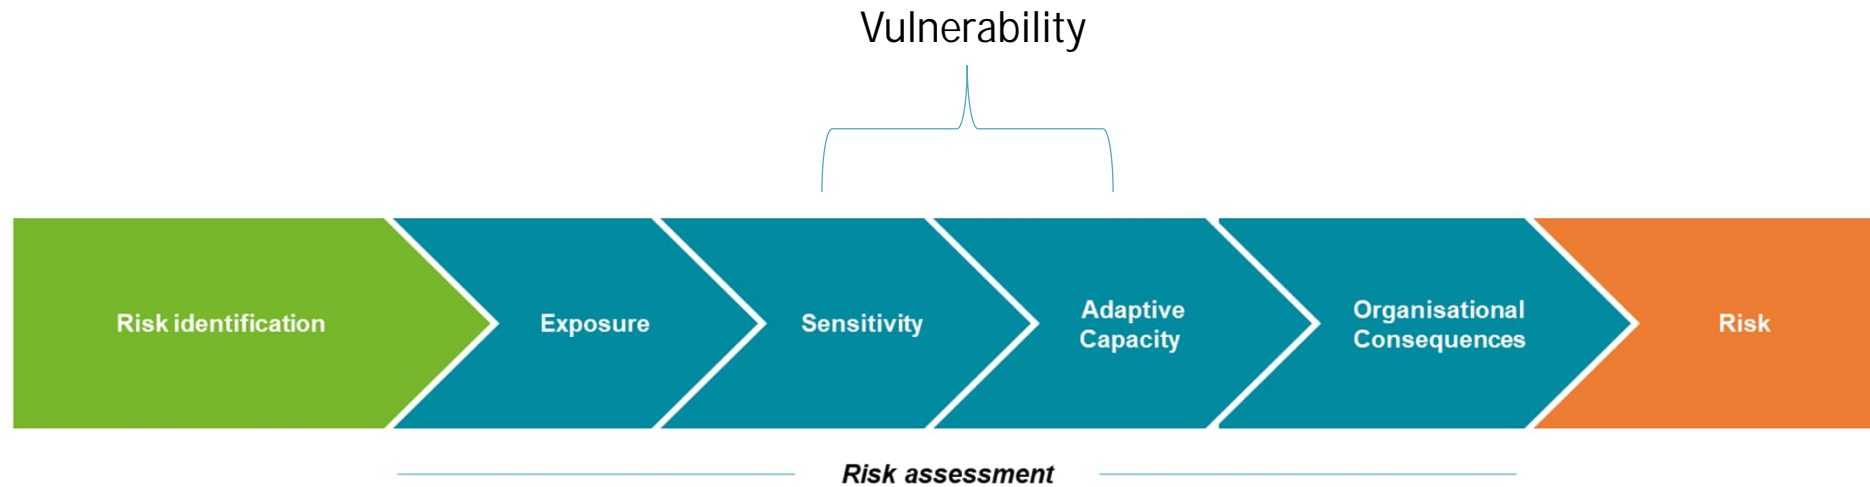 Vulnerability
Risk identification
Exposure
Sensitivity
Adaptive
Capacity
Organisational
Consequences
Risk
Risk assessment